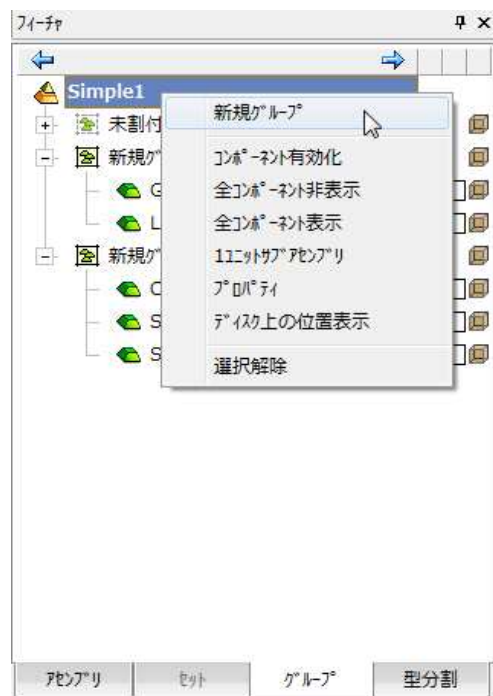 ﾌｨｰﾁｬ
Simple1
未割付
新規ｸﾞ
G
L
新規ｸﾞ
C
S
S
新規ｸﾞﾙｰﾌﾟ
ｺﾝﾎﾟｰﾈﾝﾄ有効化
全ｺﾝﾎﾟｰﾈﾝﾄ非表示
全ｺﾝﾎﾟｰﾈﾝﾄ表示
1ﾕﾆｯﾄｻﾌﾞｱｾﾝﾌﾞﾘ
ﾌﾟﾛﾊﾟﾃｨ
ﾃﾞｨｽｸ上の位置表示
選択解除
ｱｾﾝﾌﾞﾘ
ｾｯﾄ
ｸﾞﾙｰﾌﾟ
型分割